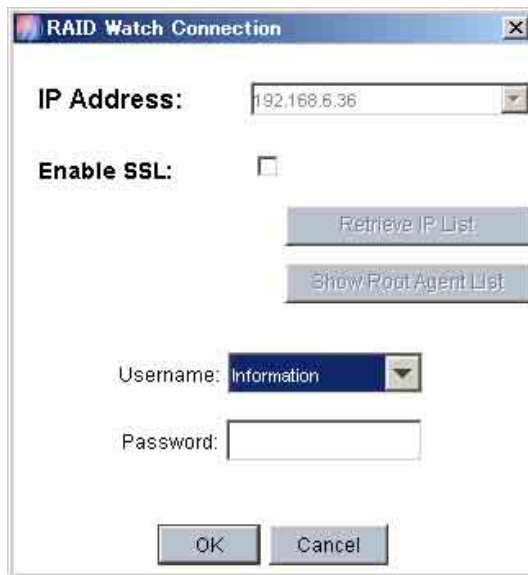 RAID Watch Connection
IP Address: 192.168.6.36
Enable SSL:
Retrieve IP List
Show Root Agent List
Username: Information
Password:
OK Cancel